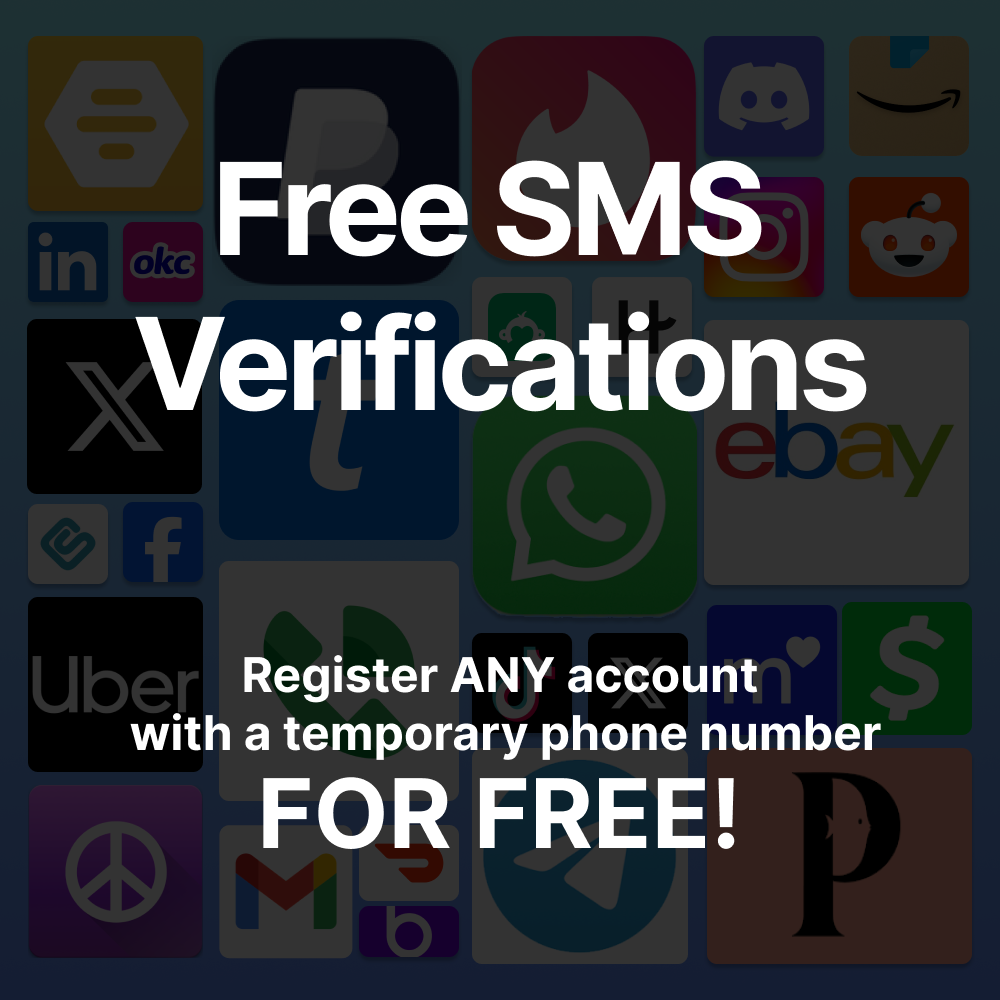 Free SMS
Verifications
in
okc
t
ebay
Uber
m
Register ANY account
with a temporary phone number
FOR FREE!
b
P